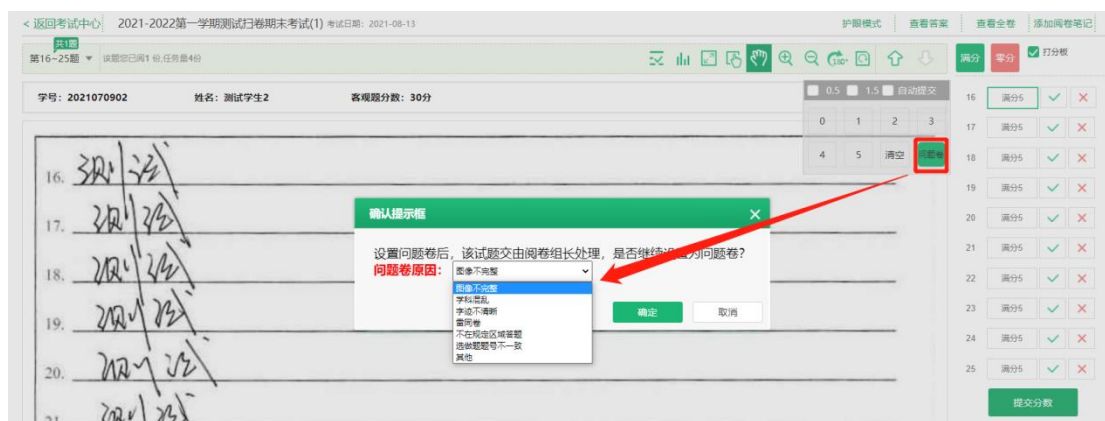 < 返回考试中心 2021-2022第一学期测试扫卷期末考试(1) 考试日期: 2021-08-13 护眼模式 查看答案 查看全卷 添加阅卷笔记
共1题
第16~25题 该题您已阅1 份,任务量4份 满分 零分 打分板
学号: 2021070902 姓名: 测试学生2 客观题分数: 30分
0.5 1.5 自动提交
0 1 2 3
4 5 清空 问题卷
16 满分5
17 满分5
18 满分5
19 满分5
20 满分5
21 满分5
22 满分5
23 满分5
24 满分5
25 满分5
提交分数
16. 测试
17. 测试
18. 测试
19. 测试
20. 测试
21. 测试
确认提示框
设置问题卷后,该试题交由阅卷组长处理,是否继续设置为问题卷?
问题卷原因: 图像不完整
图像不完整
学科混乱
字迹不清晰
雷同卷
不在规定区域答题
选做题题号不一致
其他
确定 取消